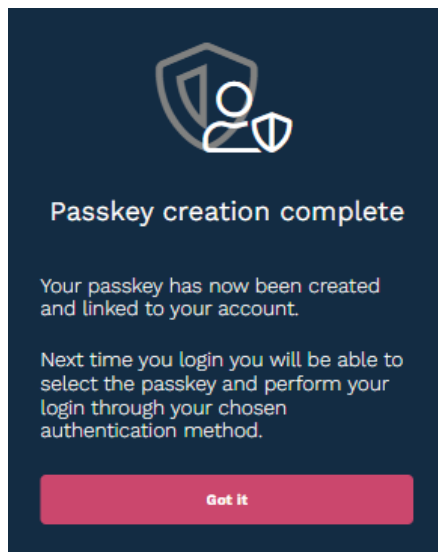 Passkey creation complete
Your passkey has now been created
and linked to your account.
Next time you login you will be able to
select the passkey and perform your
login through your chosen
authentication method.
Got it